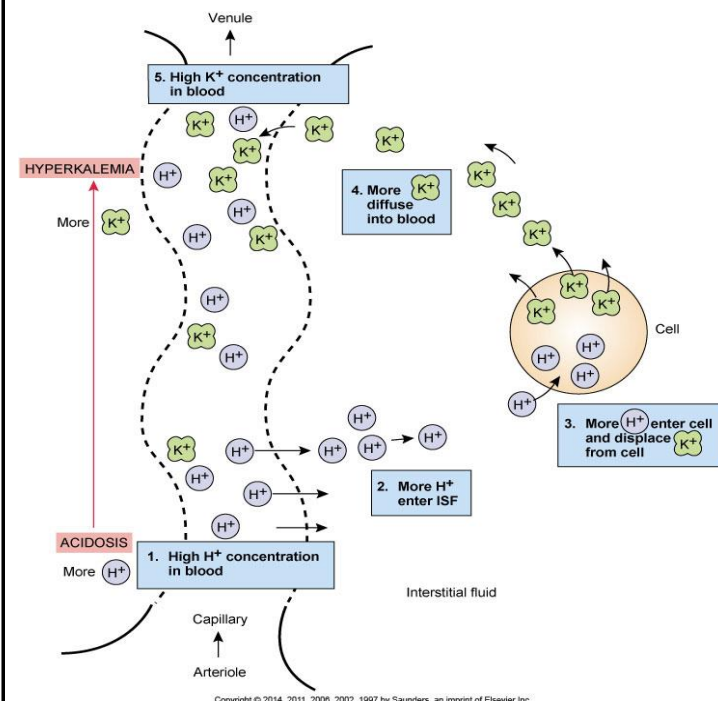 Venule
5. High K+ concentration
in blood
K+
H+
K+
K+
K+
HYPERKALEMIA
H+
K+
4. More K+
diffuse
into blood
K+
More K+
H+
K+
H+
K+
K+
H+
K+
K+
K+
Cell
K+
H+
H+
H+
H+
H+
H+
3. More H+ enter cell
and displace K+
from cell
K+
H+
H+
H+
H+
H+
2. More H+
enter ISF
H+
H+
ACIDOSIS
1. High H+ concentration
in blood
More H+
Interstitial fluid
Capillary
Arteriole
Copyright © 2014, 2011, 2006, 2002, 1997 by Saunders, an imprint of Elsevier Inc.